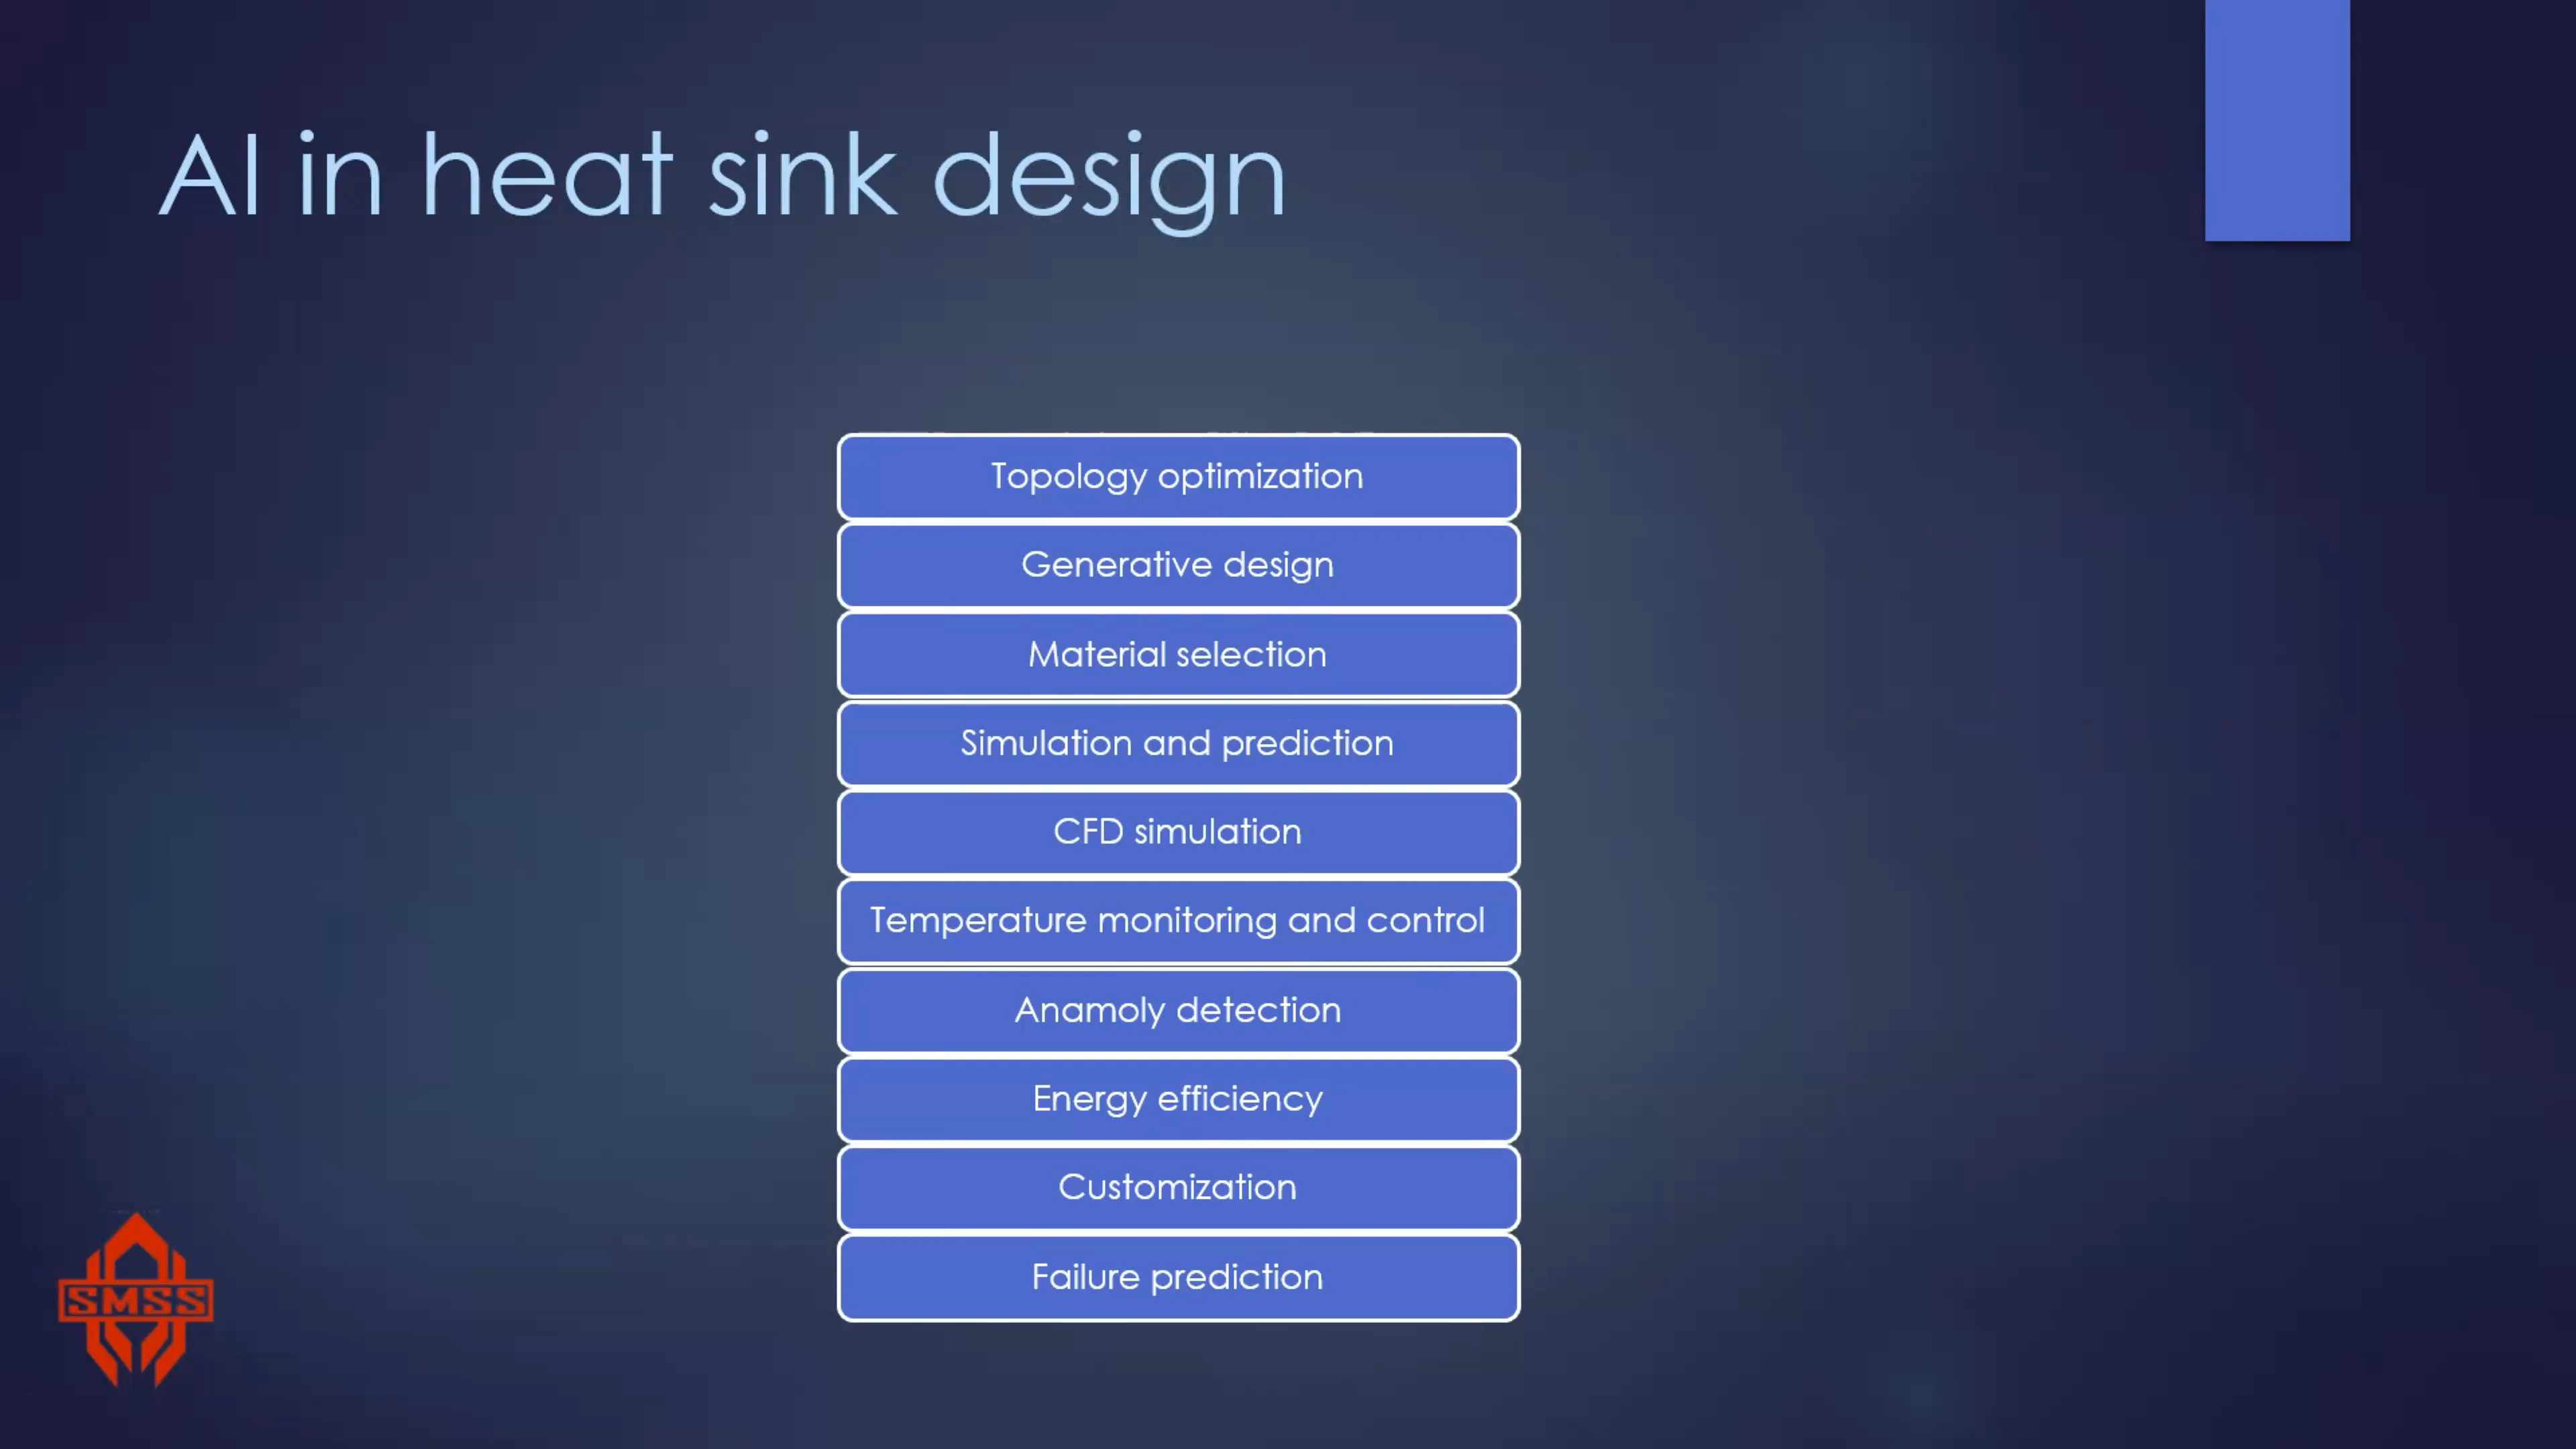 AI in heat sink design
Topology optimization
Generative design
Material selection
Simulation and prediction
CFD simulation
Temperature monitoring and control
Anamoly detection
Energy efficiency
Customization
Failure prediction
SMSS